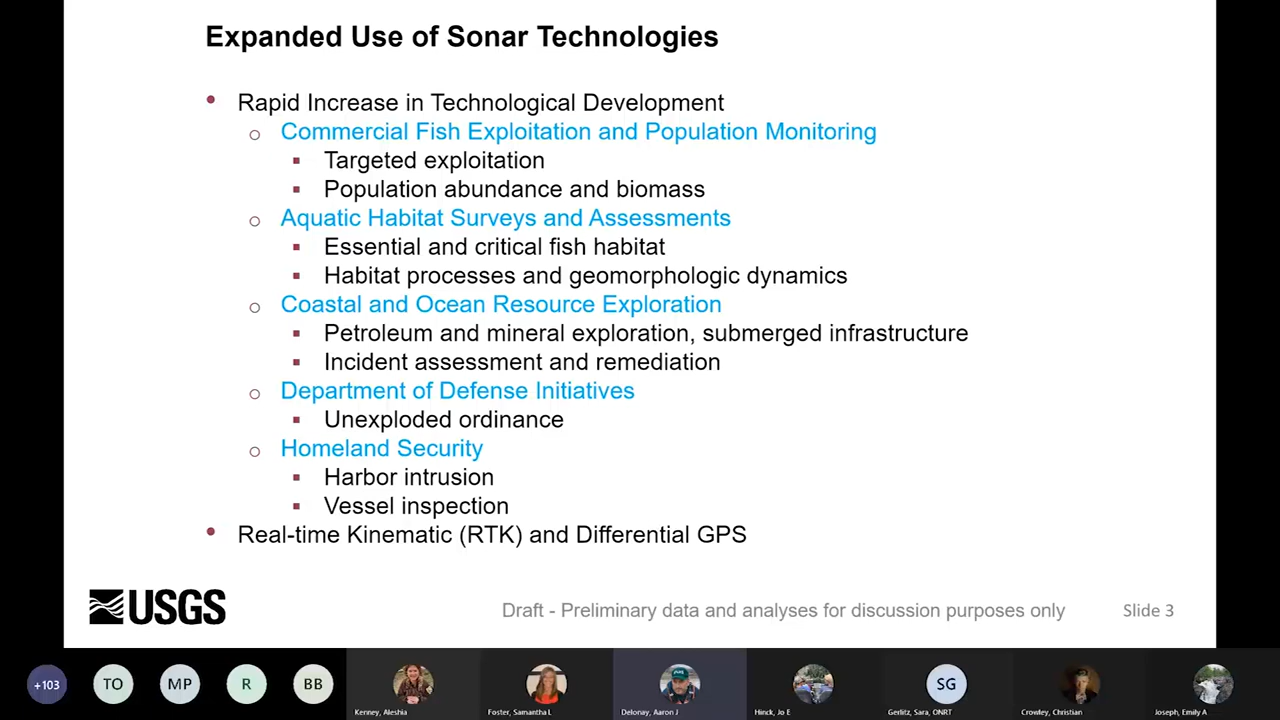 Expanded Use of Sonar Technologies
• Rapid Increase in Technological Development
o Commercial Fish Exploitation and Population Monitoring
▪ Targeted exploitation
▪ Population abundance and biomass
o Aquatic Habitat Surveys and Assessments
▪ Essential and critical fish habitat
▪ Habitat processes and geomorphologic dynamics
o Coastal and Ocean Resource Exploration
▪ Petroleum and mineral exploration, submerged infrastructure
▪ Incident assessment and remediation
o Department of Defense Initiatives
▪ Unexploded ordinance
o Homeland Security
▪ Harbor intrusion
▪ Vessel inspection
• Real-time Kinematic (RTK) and Differential GPS
USGS
Draft - Preliminary data and analyses for discussion purposes only
Slide 3
+103 TO MP R BB SG
Kenney, Aleshia Foster, Samantha L Delonay, Aaron J Hinck, Jo E Gerlitz, Sara, ONRT Crowley, Christian Joseph, Emily A